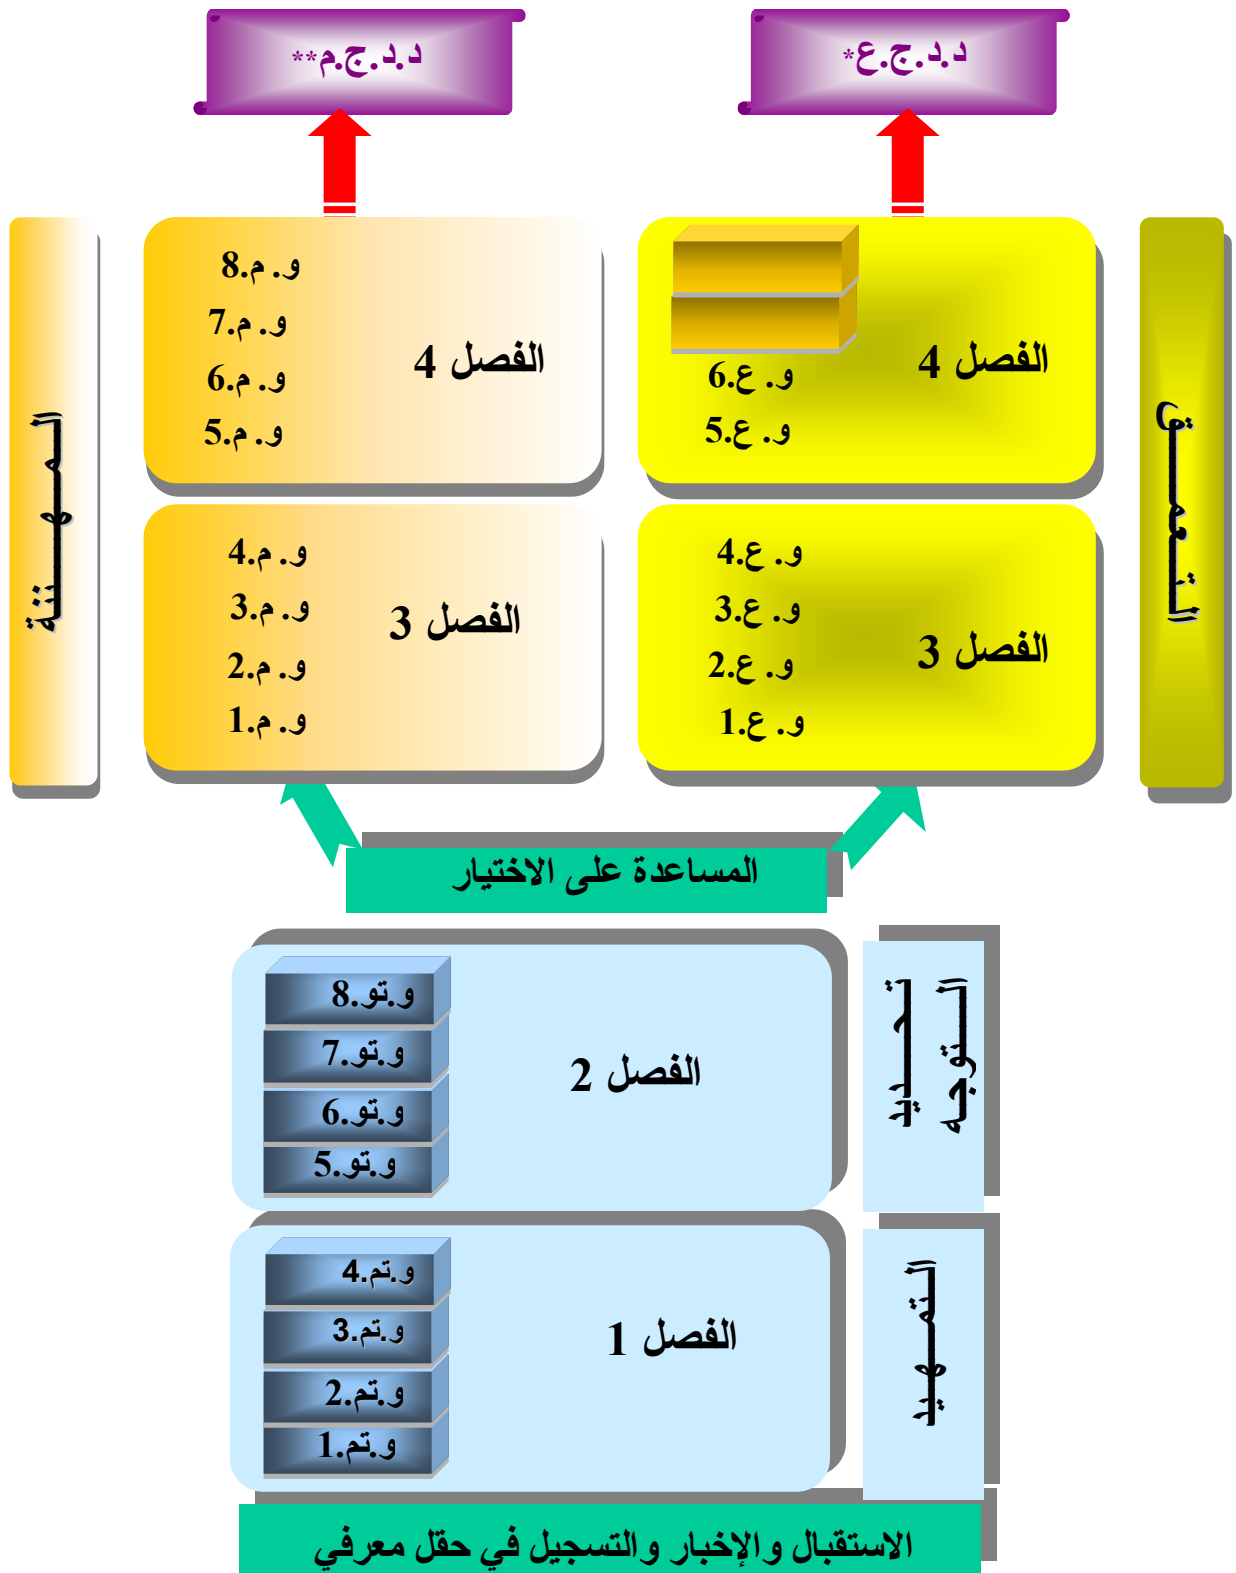 د.د.ج.ع*
د.د.ج.م**
التعمق
الفصل 4
و. ع.6
و. ع.5
الفصل 3
و. ع.4
و. ع.3
و. ع.2
و. ع.1
الفصل 4
و. م.8
و. م.7
و. م.6
و. م.5
الفصل 3
و. م.4
و. م.3
و. م.2
و. م.1
المهننة
المساعدة على الاختيار
تحديد
التوجه
الفصل 2
و.تو.8
و.تو.7
و.تو.6
و.تو.5
التمهيد
الفصل 1
و.تم.4
و.تم.3
و.تم.2
و.تم.1
الاستقبال والإخبار والتسجيل في حقل معرفي